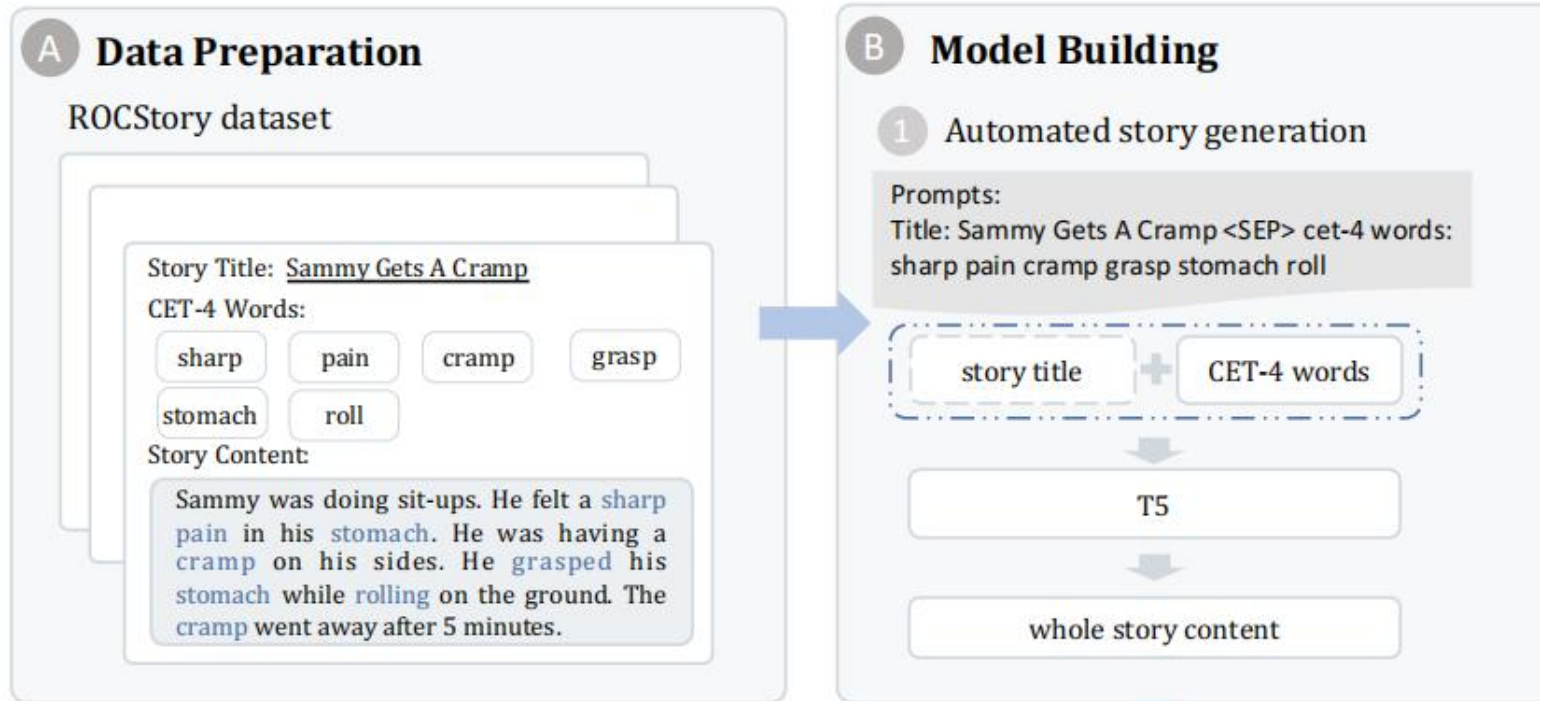 A Data Preparation
ROCStory dataset
Story Title: Sammy Gets A Cramp
CET-4 Words:
sharp pain cramp grasp
stomach roll
Story Content:
Sammy was doing sit-ups. He felt a sharp
pain in his stomach. He was having a
cramp on his sides. He grasped his
stomach while rolling on the ground. The
cramp went away after 5 minutes.
B Model Building
1 Automated story generation
Prompts:
Title: Sammy Gets A Cramp <SEP> cet-4 words:
sharp pain cramp grasp stomach roll
story title + CET-4 words
T5
whole story content